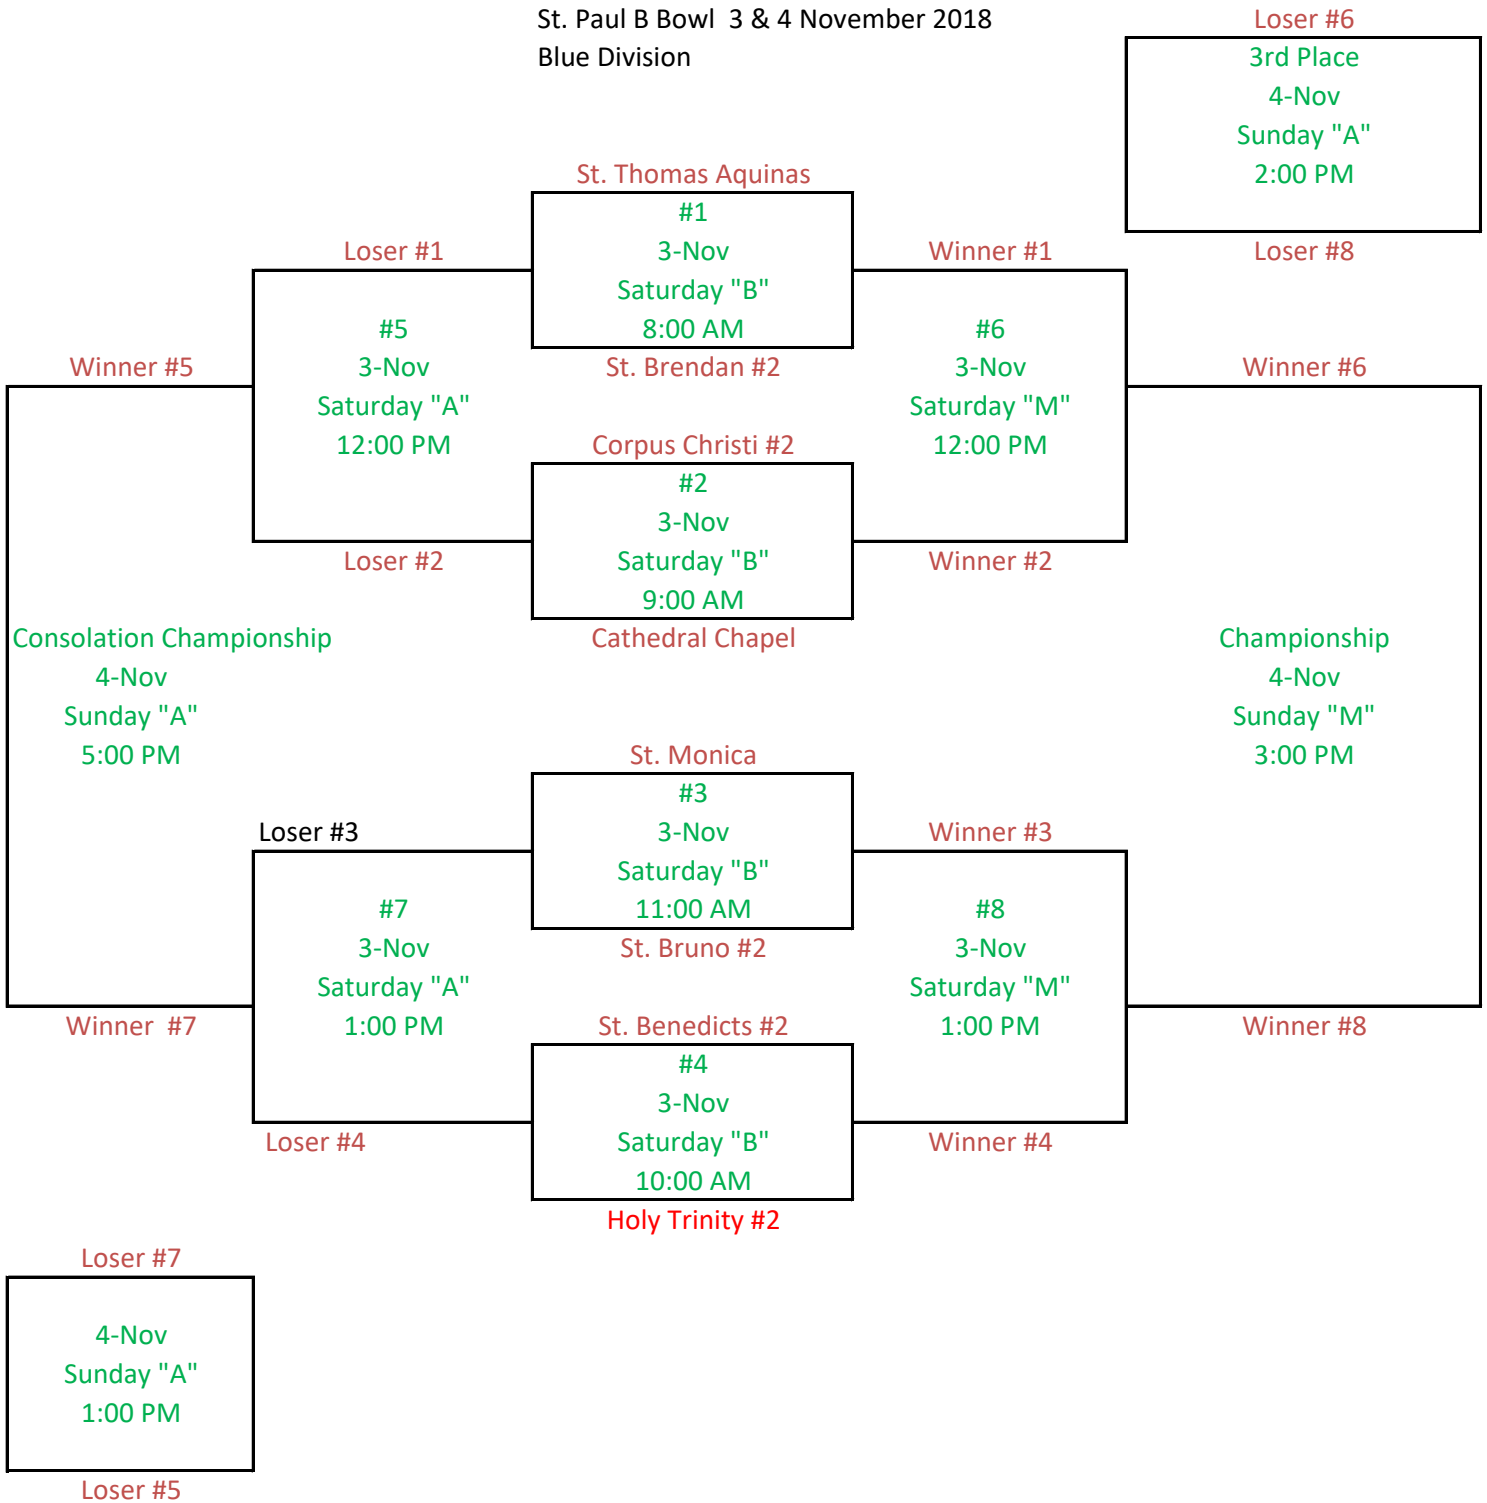 St. Paul B Bowl  3 & 4 November 2018
Blue Division
Loser #6
3rd Place
4-Nov
Sunday "A"
2:00 PM
Loser #8
St. Thomas Aquinas
#1
3-Nov
Saturday "B"
8:00 AM
St. Brendan #2
Loser #1
Winner #1
#5
3-Nov
Saturday "A"
12:00 PM
#6
3-Nov
Saturday "M"
12:00 PM
Winner #5
Winner #6
Corpus Christi #2
#2
3-Nov
Saturday "B"
9:00 AM
Cathedral Chapel
Loser #2
Winner #2
Consolation Championship
4-Nov
Sunday "A"
5:00 PM
Championship
4-Nov
Sunday "M"
3:00 PM
St. Monica
#3
3-Nov
Saturday "B"
11:00 AM
St. Bruno #2
Loser #3
Winner #3
#7
3-Nov
Saturday "A"
1:00 PM
#8
3-Nov
Saturday "M"
1:00 PM
Winner  #7
Winner #8
St. Benedicts #2
#4
3-Nov
Saturday "B"
10:00 AM
Holy Trinity #2
Loser #4
Winner #4
Loser #7
4-Nov
Sunday "A"
1:00 PM
Loser #5